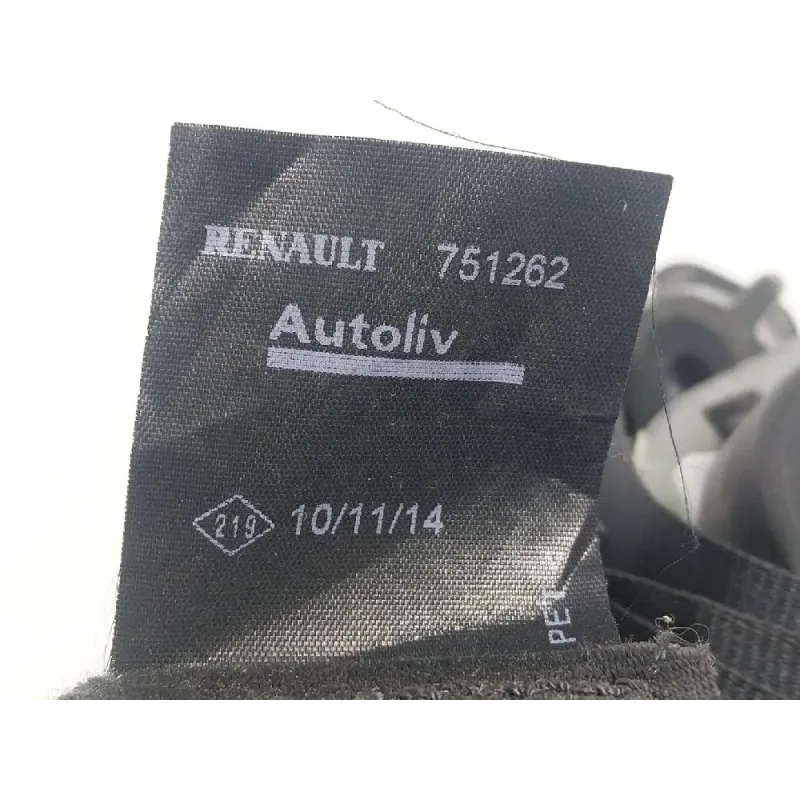 RENAULT 751262
Autoliv
219 10/11/14
PET